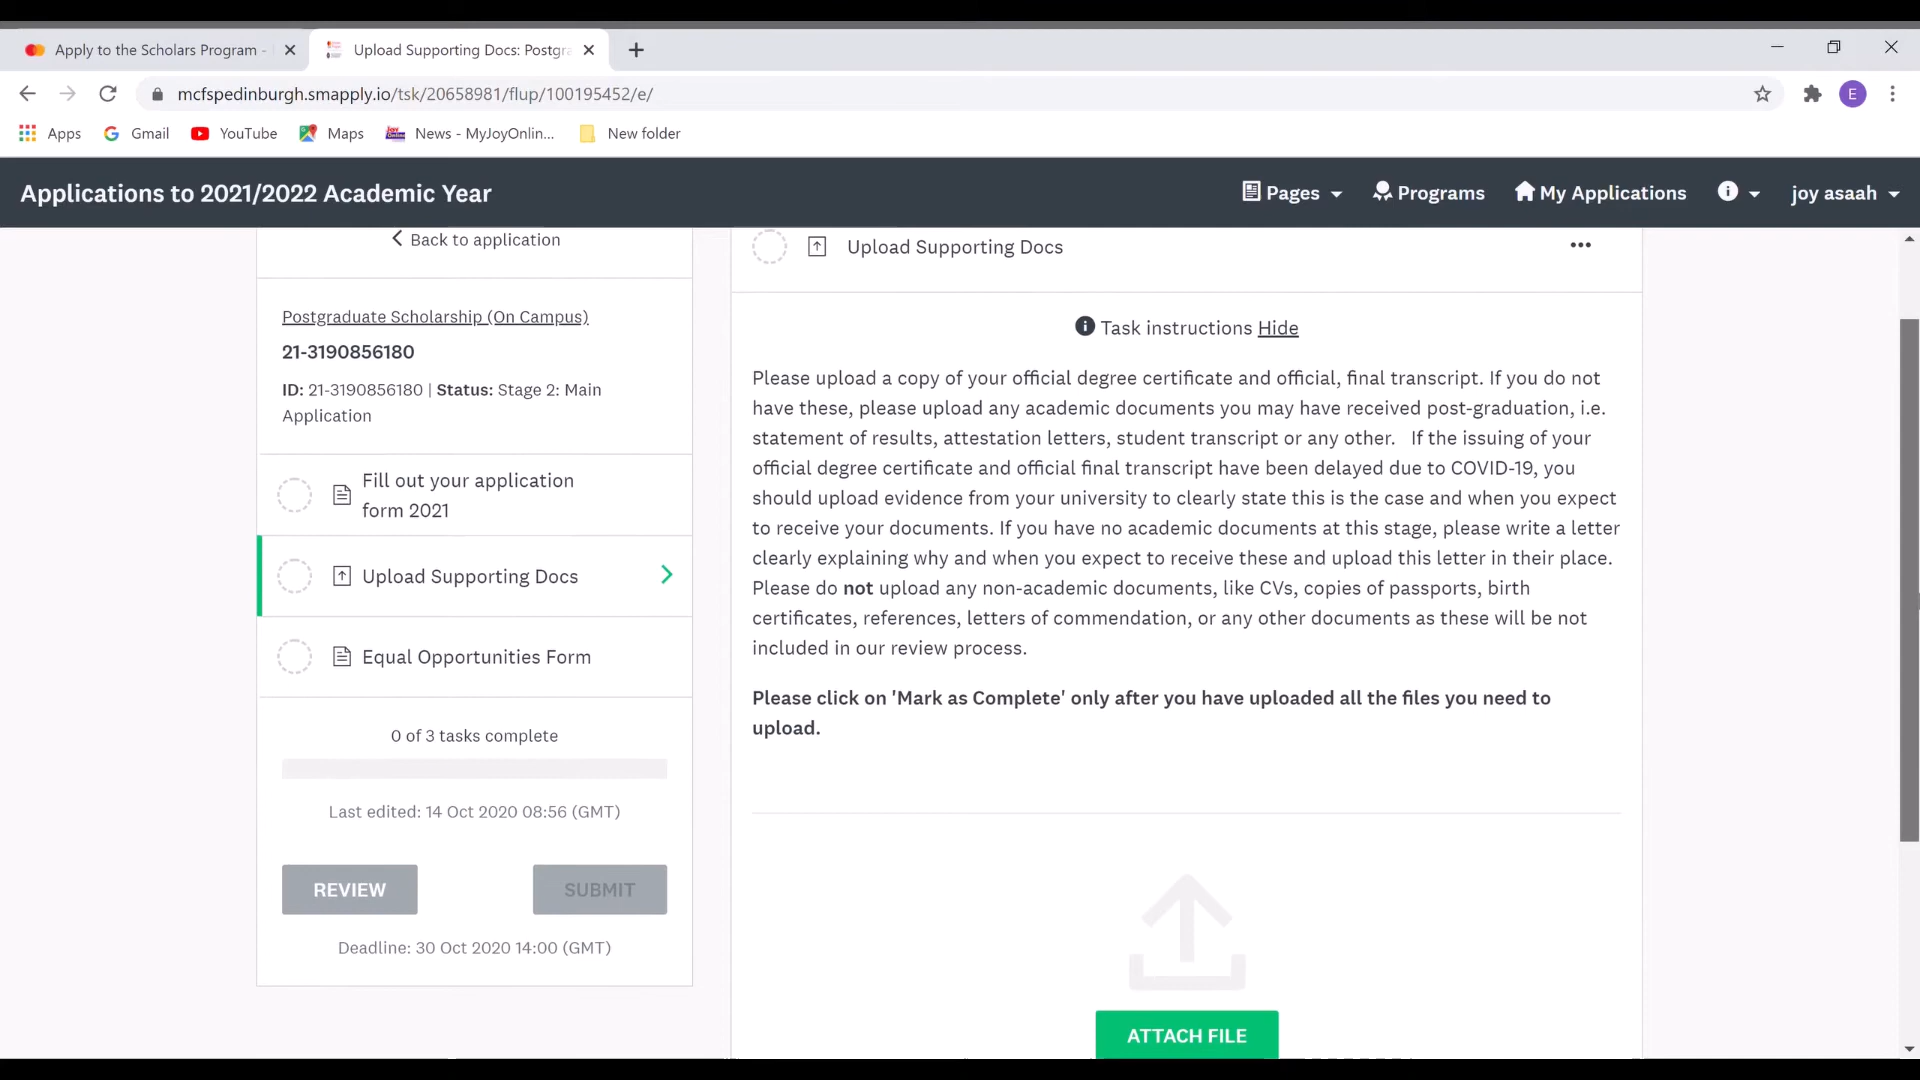 Apply to the Scholars Program -
Upload Supporting Docs: Postgra
mcfspedinburgh.smapply.io/tsk/20658981/flup/100195452/e/
E
Apps
Gmail
YouTube
Maps
News - MyJoyOnlin...
New folder
Applications to 2021/2022 Academic Year
Pages
Programs
My Applications
joy asaah
Back to application
Postgraduate Scholarship (On Campus)
21-3190856180
ID: 21-3190856180 | Status: Stage 2: Main
Application
Fill out your application
form 2021
Upload Supporting Docs
Equal Opportunities Form
0 of 3 tasks complete
Last edited: 14 Oct 2020 08:56 (GMT)
REVIEW
SUBMIT
Deadline: 30 Oct 2020 14:00 (GMT)
Upload Supporting Docs
Task instructions Hide
Please upload a copy of your official degree certificate and official, final transcript. If you do not
have these, please upload any academic documents you may have received post-graduation, i.e.
statement of results, attestation letters, student transcript or any other. If the issuing of your
official degree certificate and official final transcript have been delayed due to COVID-19, you
should upload evidence from your university to clearly state this is the case and when you expect
to receive your documents. If you have no academic documents at this stage, please write a letter
clearly explaining why and when you expect to receive these and upload this letter in their place.
Please do not upload any non-academic documents, like CVs, copies of passports, birth
certificates, references, letters of commendation, or any other documents as these will be not
included in our review process.
Please click on 'Mark as Complete' only after you have uploaded all the files you need to
upload.
ATTACH FILE